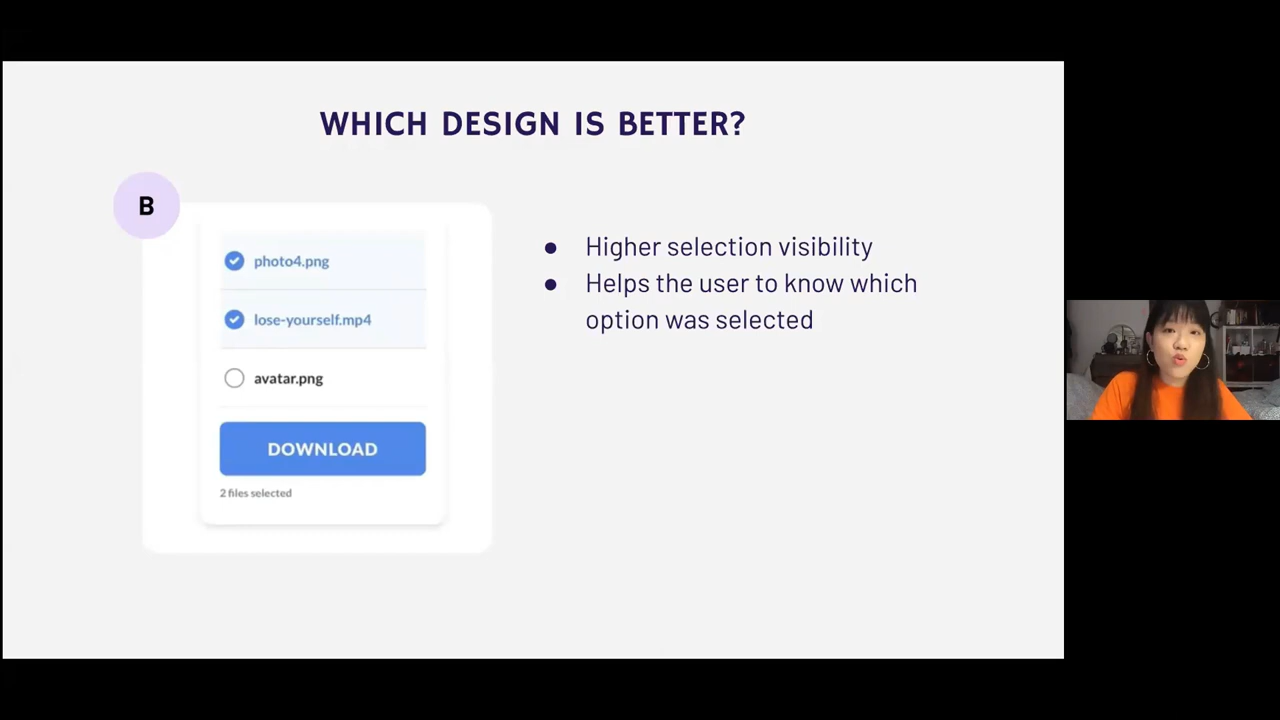 WHICH DESIGN IS BETTER?
B
photo4.png
lose-yourself.mp4
avatar.png
DOWNLOAD
2 files selected
● Higher selection visibility
● Helps the user to know which
option was selected